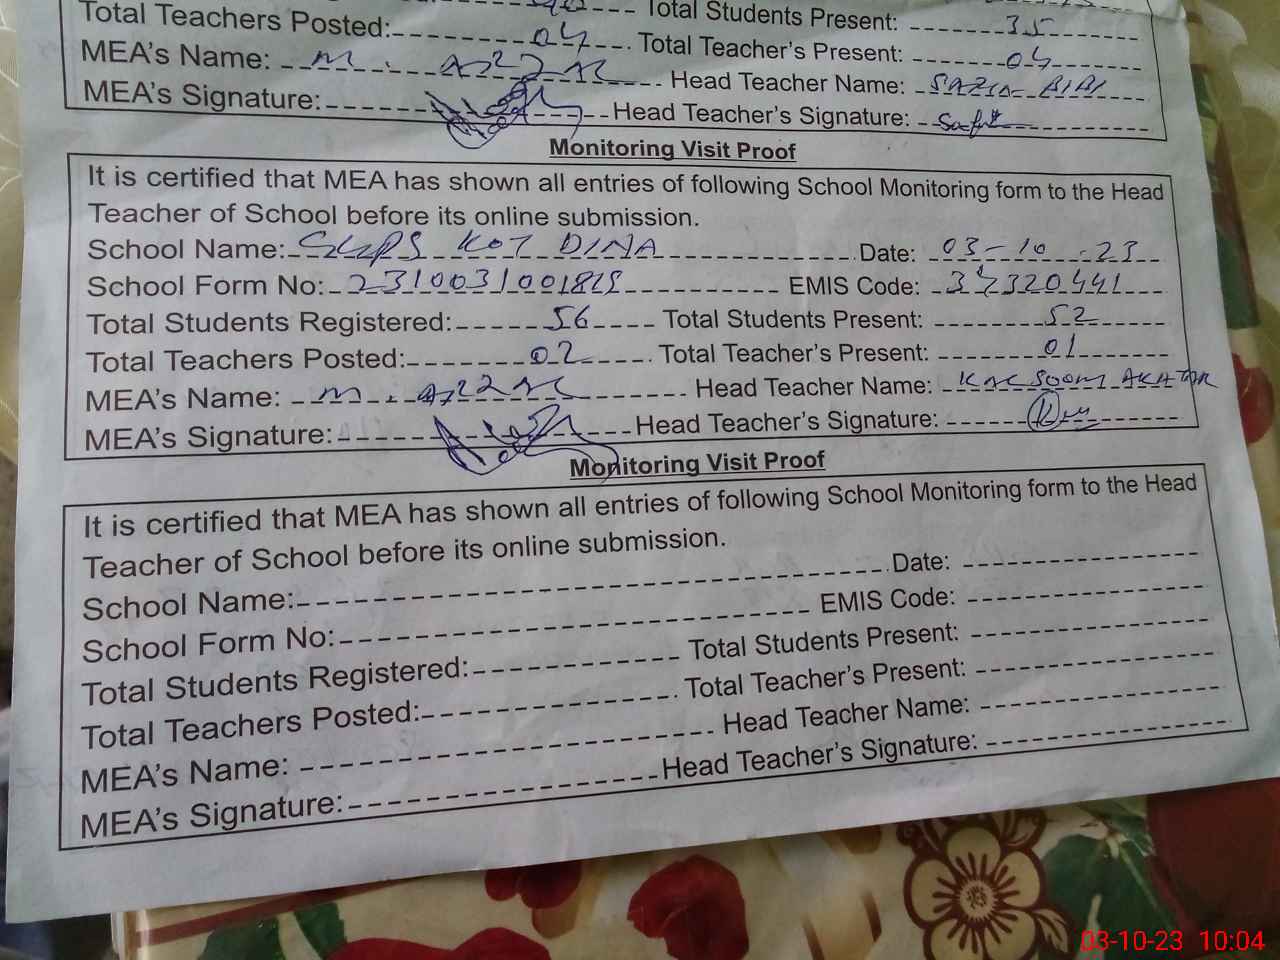 Total Students Present: 35
Total Teachers Posted: 04 Total Teacher's Present: 04
MEA's Name: M. Head Teacher Name: SAZIA BIBI
MEA's Signature: Head Teacher's Signature:
Monitoring Visit Proof
It is certified that MEA has shown all entries of following School Monitoring form to the Head
Teacher of School before its online submission.
School Name: GGPS KOT DINA Date: 03-10-23
School Form No: EMIS Code: 37320441
Total Students Registered: 56 Total Students Present: 52
Total Teachers Posted: 02 Total Teacher's Present: 01
MEA's Name: M. Head Teacher Name: KALSOOM AKHTAR
MEA's Signature: Head Teacher's Signature:
Monitoring Visit Proof
It is certified that MEA has shown all entries of following School Monitoring form to the Head
Teacher of School before its online submission.
School Name: Date:
School Form No: EMIS Code:
Total Students Registered: Total Students Present:
Total Teachers Posted: Total Teacher's Present:
MEA's Name: Head Teacher Name:
MEA's Signature: Head Teacher's Signature:
03-10-23 10:04